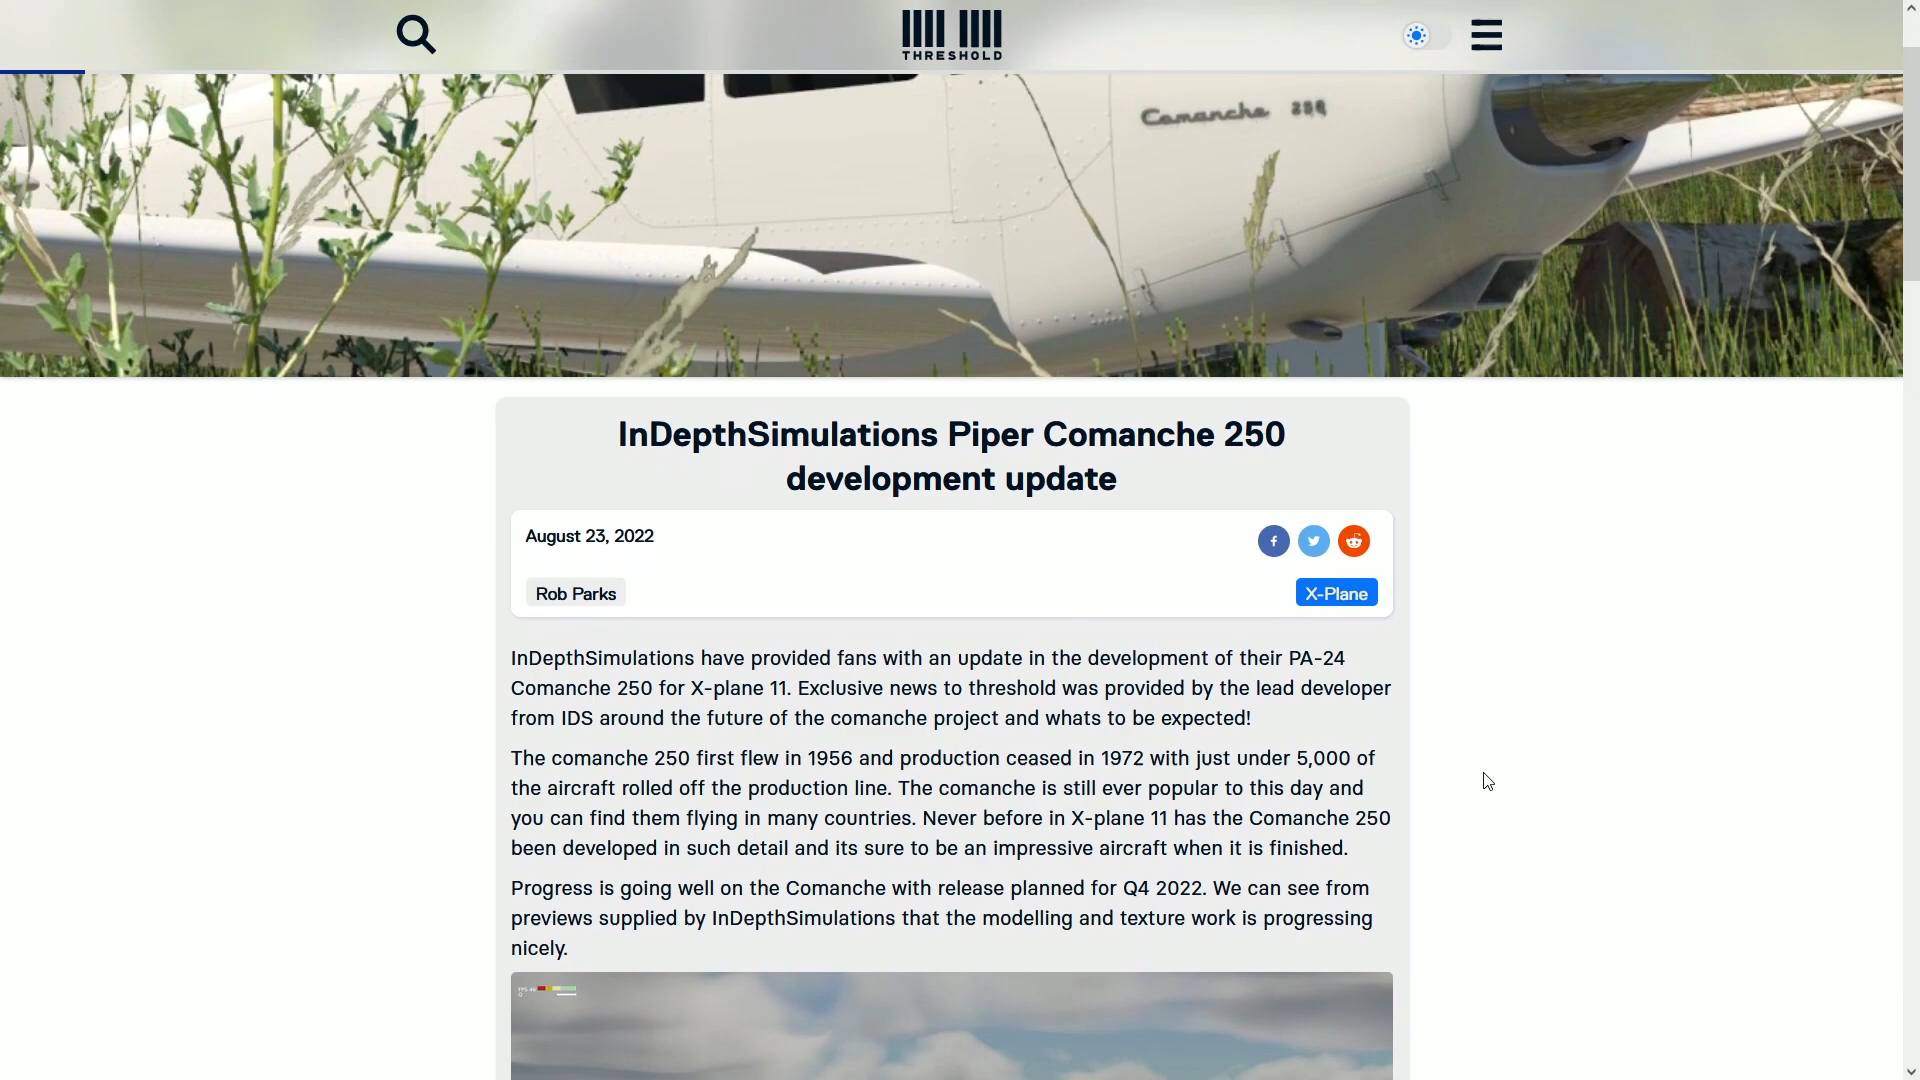 THRESHOLD
Comanche 250
InDepthSimulations Piper Comanche 250
development update
August 23, 2022
Rob Parks
X-Plane
InDepthSimulations have provided fans with an update in the development of their PA-24
Comanche 250 for X-plane 11. Exclusive news to threshold was provided by the lead developer
from IDS around the future of the comanche project and whats to be expected!
The comanche 250 first flew in 1956 and production ceased in 1972 with just under 5,000 of
the aircraft rolled off the production line. The comanche is still ever popular to this day and
you can find them flying in many countries. Never before in X-plane 11 has the Comanche 250
been developed in such detail and its sure to be an impressive aircraft when it is finished.
Progress is going well on the Comanche with release planned for Q4 2022. We can see from
previews supplied by InDepthSimulations that the modelling and texture work is progressing
nicely.